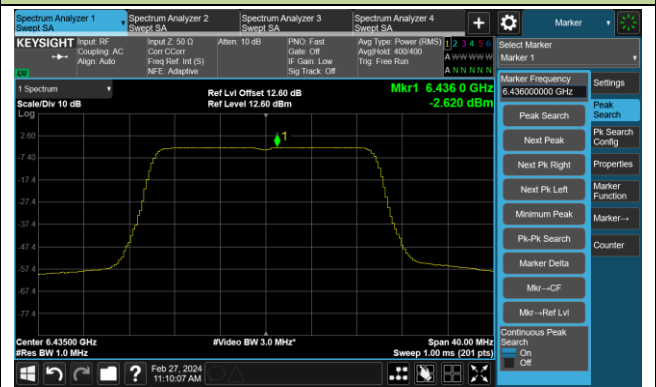 Spectrum Analyzer 1
Swept SA
Spectrum Analyzer 2
Swept SA
Spectrum Analyzer 3
Swept SA
Spectrum Analyzer 4
Swept SA
+
Marker
KEYSIGHT
Input: RF
Coupling: AC
Align: Auto
Input Z: 50 Ω
Corr CCorr
Freq Ref: Int (S)
NFE: Adaptive
Atten: 10 dB
PNO: Fast
Gate: Off
IF Gain: Low
Sig Track: Off
Avg Type: Power (RMS)
Avg|Hold: 400/400
Trig: Free Run
1 2 3 4 5 6
A W W W W W
A N N N N N
LXI
Select Marker
Marker 1
1 Spectrum
Scale/Div 10 dB
Log
Ref Lvl Offset 12.60 dB
Ref Level 12.60 dBm
Mkr1 6.436 0 GHz
-2.620 dBm
1
2.60
-7.40
-17.4
-27.4
-37.4
-47.4
-57.4
-67.4
-77.4
Center 6.43500 GHz
#Res BW 1.0 MHz
#Video BW 3.0 MHz*
Span 40.00 MHz
Sweep 1.00 ms (201 pts)
Marker Frequency
6.436000000 GHz
Peak Search
Next Peak
Next Pk Right
Next Pk Left
Minimum Peak
Pk-Pk Search
Marker Delta
Mkr→CF
Mkr→Ref Lvl
Continuous Peak
Search
On
Off
Settings
Peak
Search
Pk Search
Config
Properties
Marker
Function
Marker→
Counter
?
Feb 27, 2024
11:10:07 AM